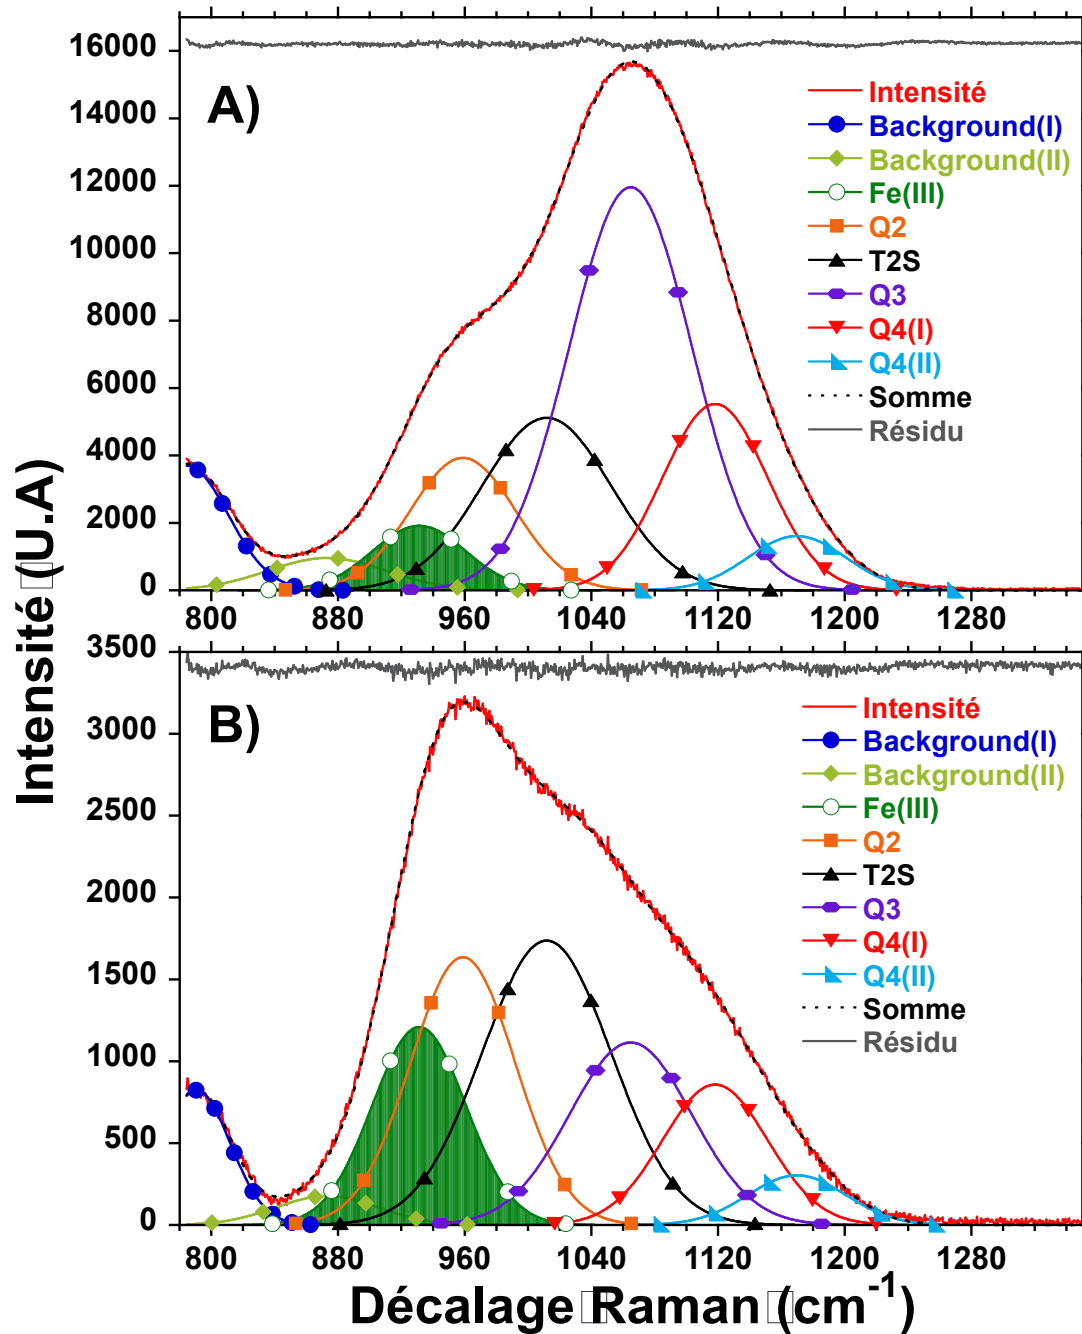 16000
14000
12000
10000
8000
6000
4000
2000
0
A)
Intensité
Background(I)
Background(II)
Fe(III)
Q2
T2S
Q3
Q4(I)
Q4(II)
Somme
Résidu
800 880 960 1040 1120 1200 1280
Intensité (U.A)
3500
3000
2500
2000
1500
1000
500
0
B)
Intensité
Background(I)
Background(II)
Fe(III)
Q2
T2S
Q3
Q4(I)
Q4(II)
Somme
Résidu
800 880 960 1040 1120 1200 1280
Décalage Raman (cm⁻¹)